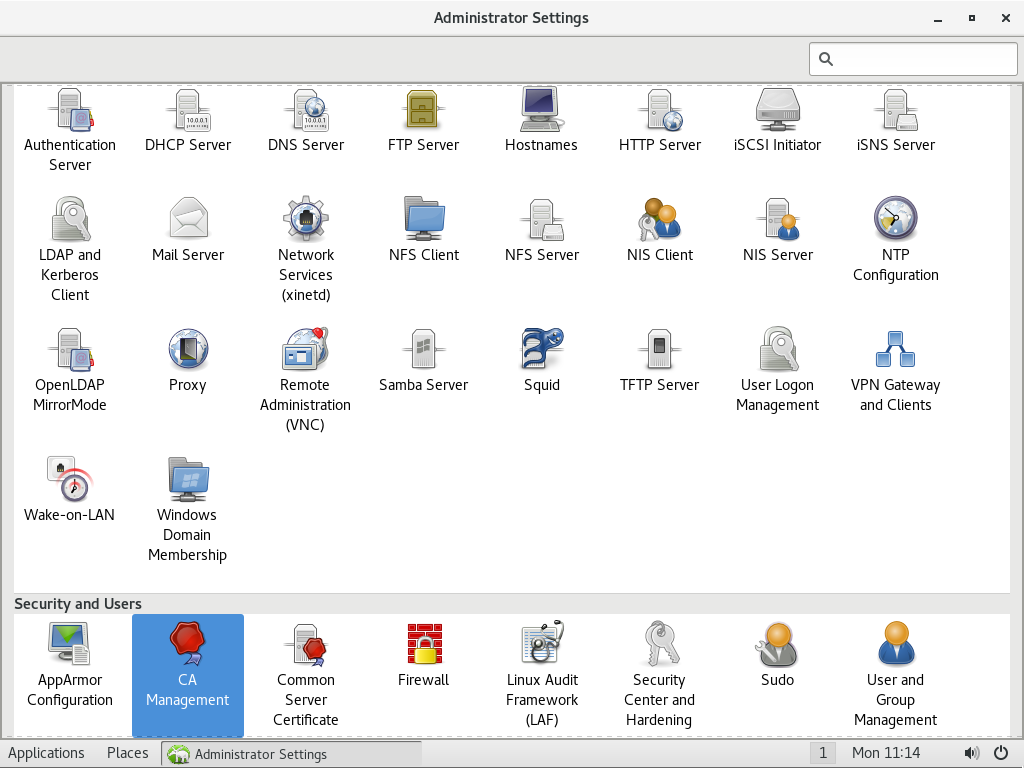 Administrator Settings
Authentication
Server
DHCP Server
DNS Server
FTP Server
Hostnames
HTTP Server
iSCSI Initiator
iSNS Server
LDAP and
Kerberos
Client
Mail Server
Network
Services
(xinetd)
NFS Client
NFS Server
NIS Client
NIS Server
NTP
Configuration
OpenLDAP
MirrorMode
Proxy
Remote
Administration
(VNC)
Samba Server
Squid
TFTP Server
User Logon
Management
VPN Gateway
and Clients
Wake-on-LAN
Windows
Domain
Membership
Security and Users
AppArmor
Configuration
CA
Management
Common
Server
Certificate
Firewall
Linux Audit
Framework
(LAF)
Security
Center and
Hardening
Sudo
User and
Group
Management
Applications Places Administrator Settings 1 Mon 11:14